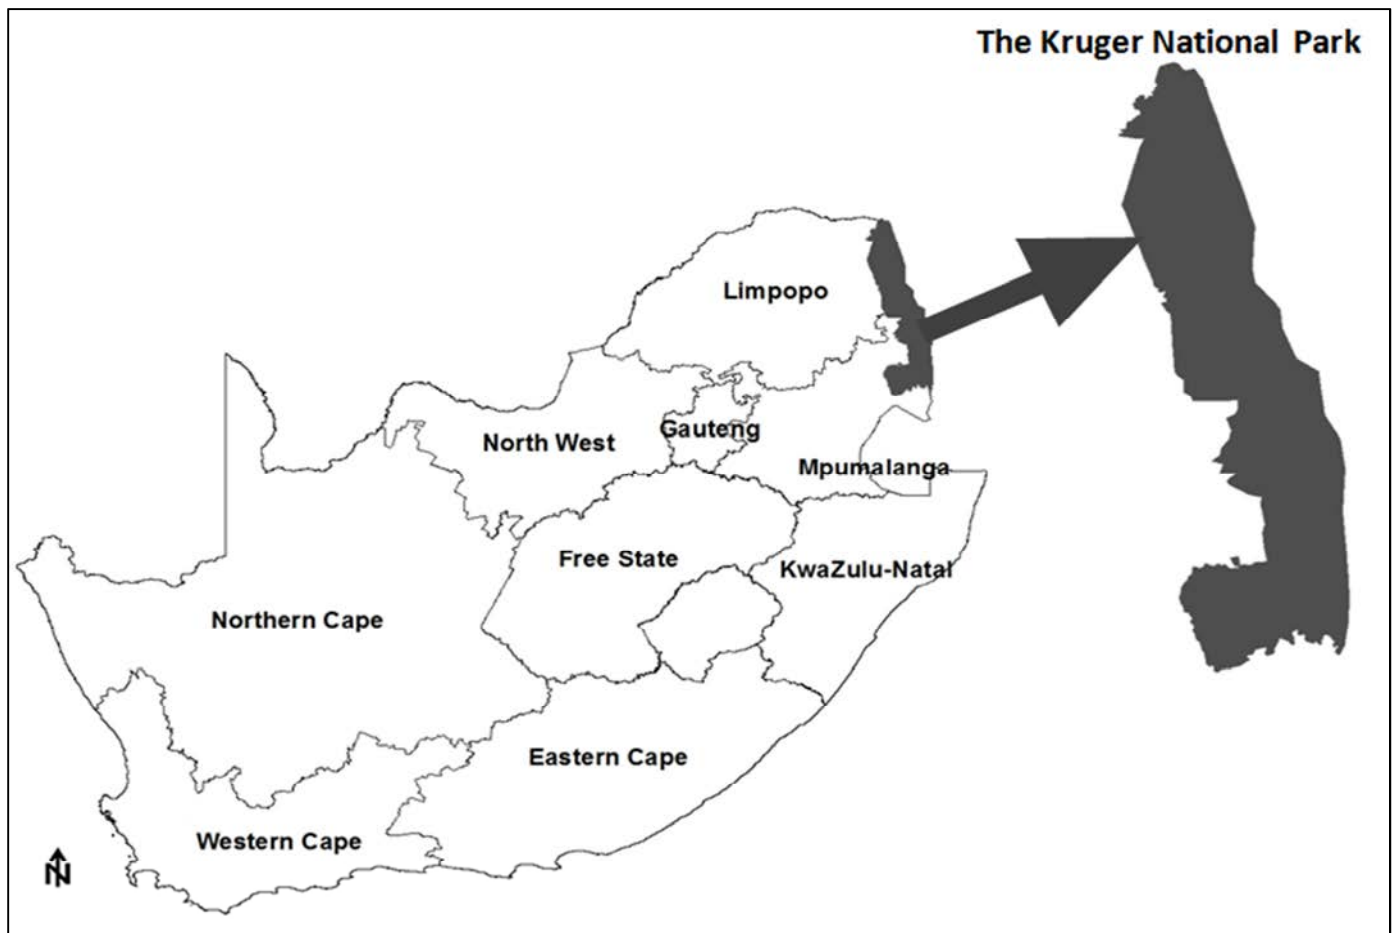 The Kruger National Park
Limpopo
North West
Gauteng
Mpumalanga
Free State
KwaZulu-Natal
Northern Cape
Eastern Cape
Western Cape
N